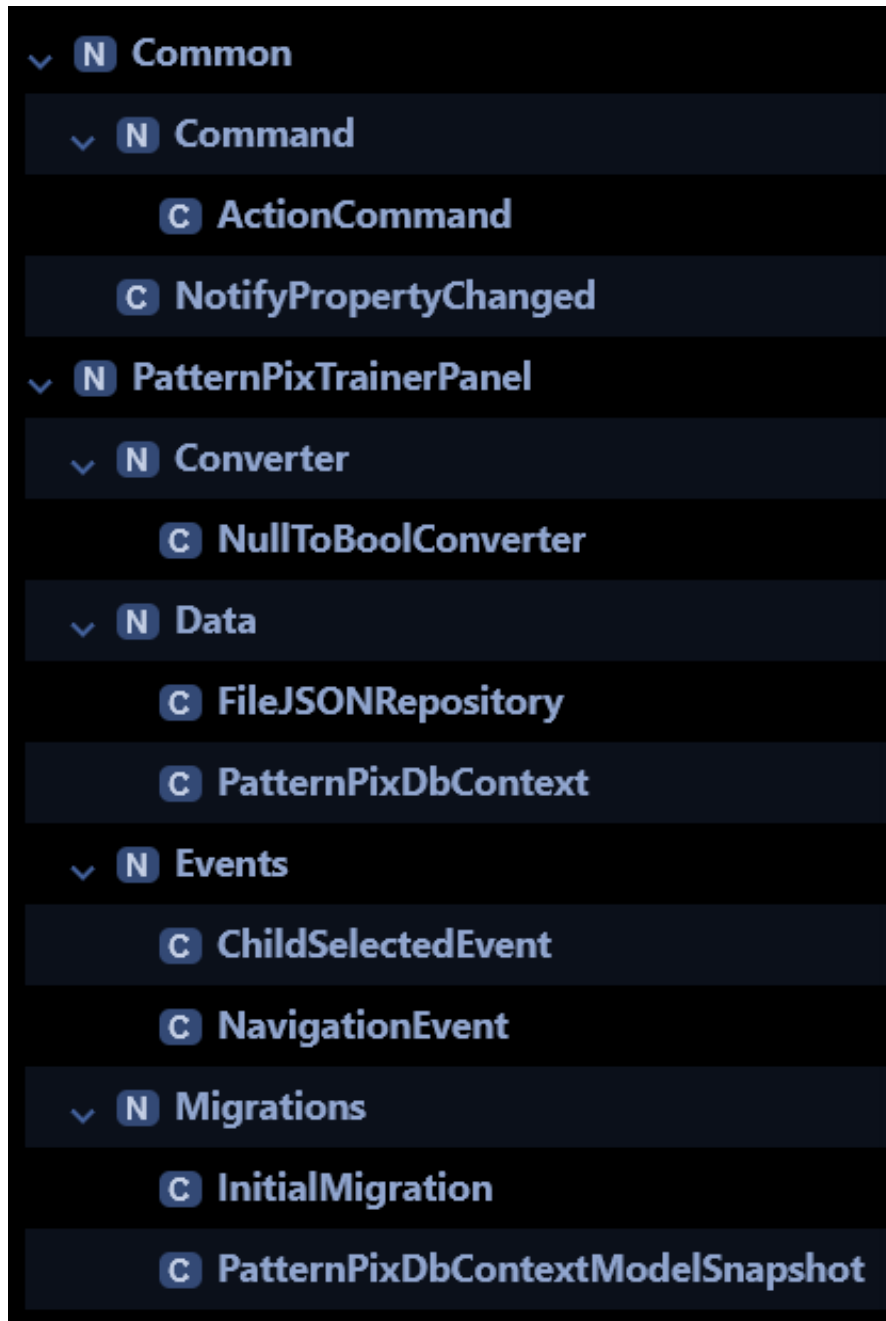 N Common
N Command
C ActionCommand
C NotifyPropertyChanged
N PatternPixTrainerPanel
N Converter
C NullToBoolConverter
N Data
C FileJSONRepository
C PatternPixDbContext
N Events
C ChildSelectedEvent
C NavigationEvent
N Migrations
C InitialMigration
C PatternPixDbContextModelSnapshot